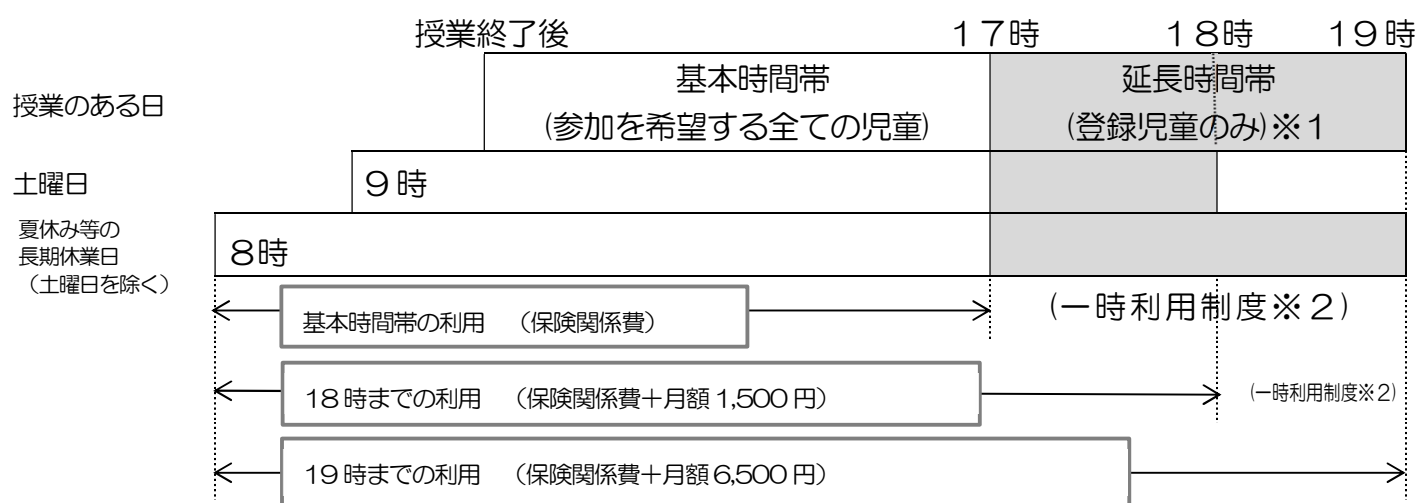 授業終了後 17時 18時 19時
授業のある日
基本時間帯
(参加を希望する全ての児童)
延長時間帯
(登録児童のみ)※1
土曜日
9時
夏休み等の
長期休業日
(土曜日を除く)
8時
基本時間帯の利用 (保険関係費)
(一時利用制度※2)
18時までの利用 (保険関係費+月額1,500円)
(一時利用制度※2)
19時までの利用 (保険関係費+月額6,500円)